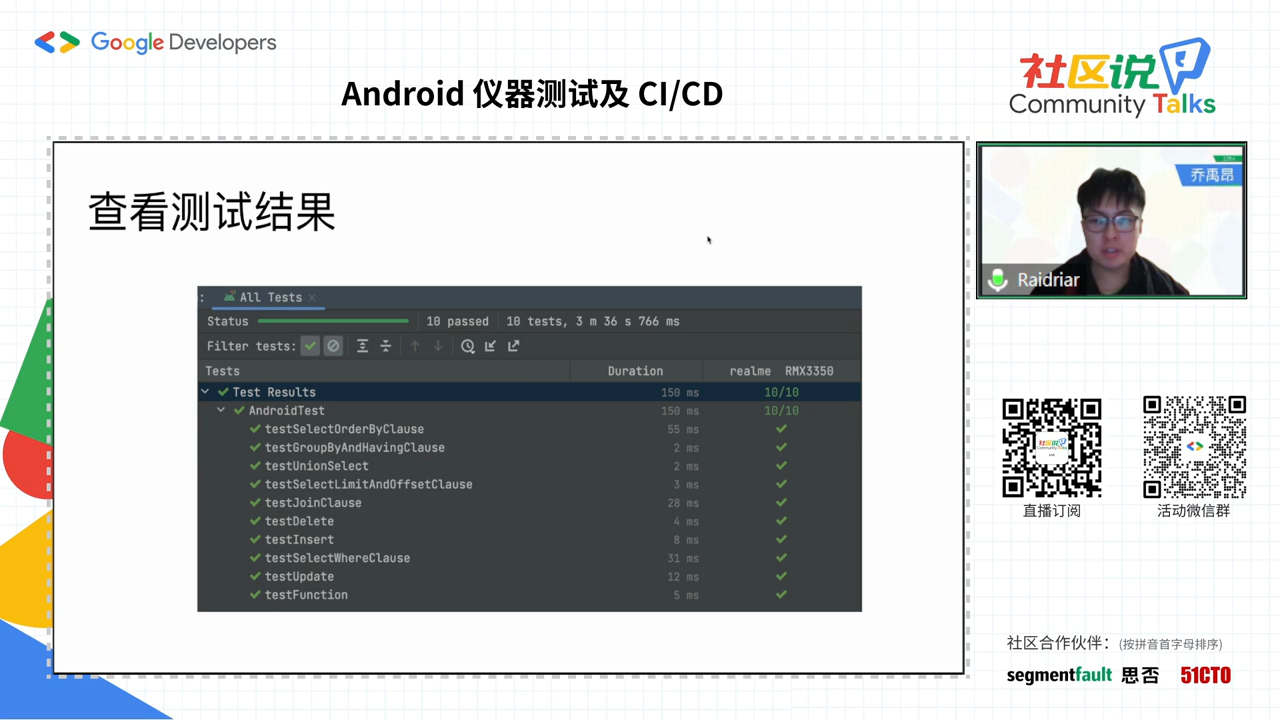 Google Developers
社区说
Community Talks
Android 仪器测试及 CI/CD
查看测试结果
乔禹昂
Raidriar
: All Tests ×
Status 10 passed 10 tests, 3 m 36 s 766 ms
Filter tests:
Tests Duration realme RMX3350
Test Results 150 ms 10/10
AndroidTest 150 ms 10/10
testSelectOrderByClause 55 ms
testGroupByAndHavingClause 2 ms
testUnionSelect 2 ms
testSelectLimitAndOffsetClause 3 ms
testJoinClause 28 ms
testDelete 4 ms
testInsert 8 ms
testSelectWhereClause 31 ms
testUpdate 12 ms
testFunction 5 ms
直播订阅
活动微信群
社区合作伙伴：(按拼音首字母排序)
segmentfault 思否 51CTO